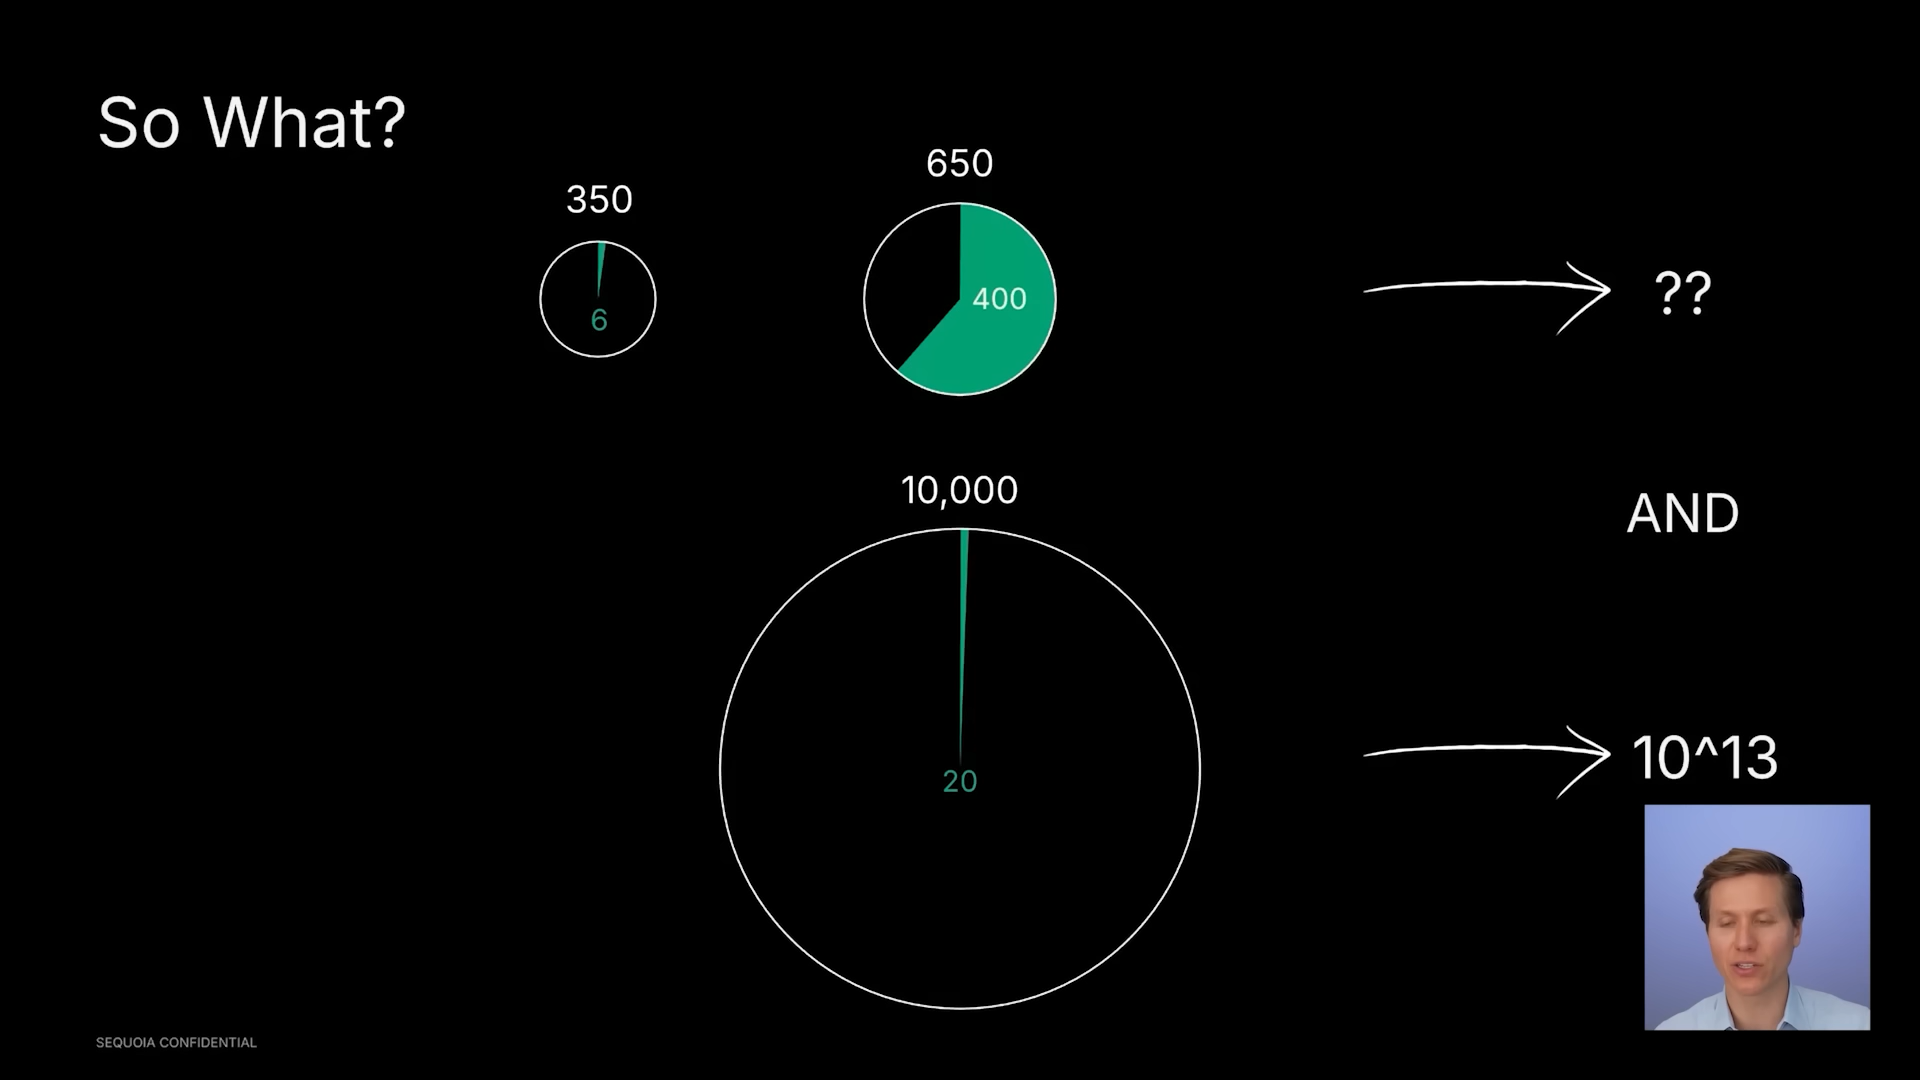 So What?
350
650
6
400
??
10,000
AND
20
10^13
SEQUOIA CONFIDENTIAL